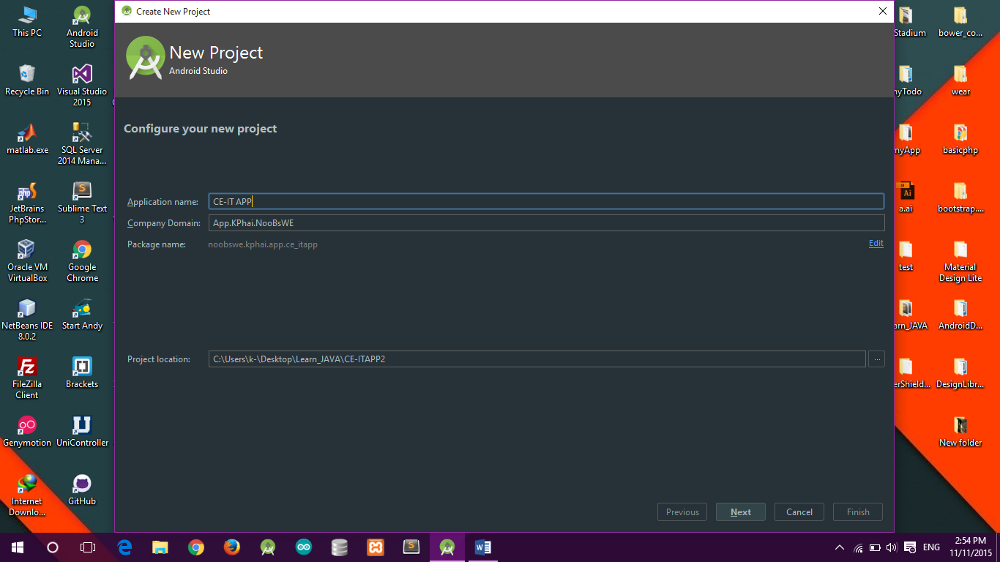 Create New Project
New Project
Android Studio
Configure your new project
Application name:
CE-IT APP
Company Domain:
App.KPhai.NooBsWE
Package name:
noobswe.kphai.app.ce_itapp
Edit
Project location:
C:\Users\k-\Desktop\Learn_JAVA\CE-ITAPP2
...
Previous
Next
Cancel
Finish
This PC
Android
Studio
Recycle Bin
Visual Studio
2015
matlab.exe
SQL Server
2014 Mana...
JetBrains
PhpStor...
Sublime Text
3
Oracle VM
VirtualBox
Google
Chrome
NetBeans IDE
8.0.2
Start Andy
FileZilla
Client
Brackets
Genymotion
UniController
Internet
Downlo...
GitHub
Stadium
bower_co...
myTodo
wear
myApp
basicphp
a.ai
bootstrap....
test
Material
Design Lite
arn_JAVA
AndroidD...
erShield...
DesignLibr...
New folder
ENG
2:54 PM
11/11/2015